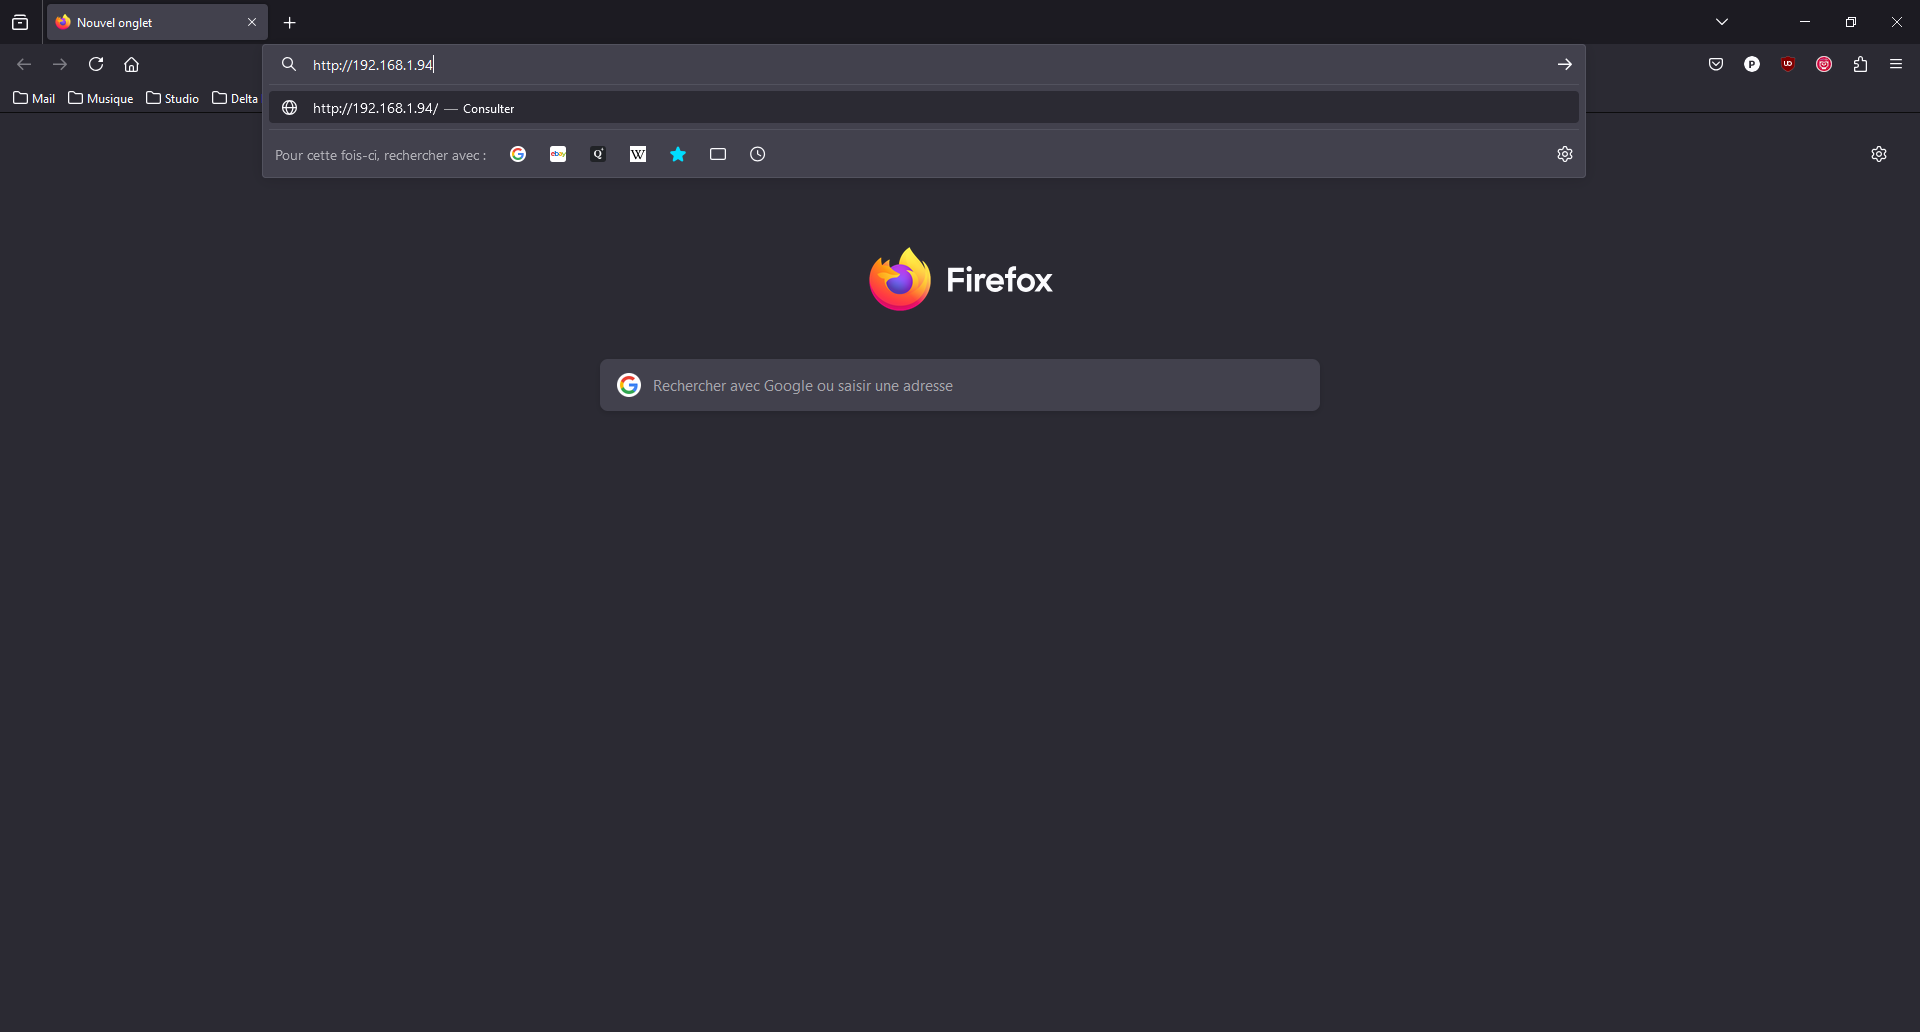 Nouvel onglet
http://192.168.1.94
Mail Musique Studio Delta
http://192.168.1.94/ — Consulter
Pour cette fois-ci, rechercher avec :
ebay
Q
W
P
Firefox
Rechercher avec Google ou saisir une adresse